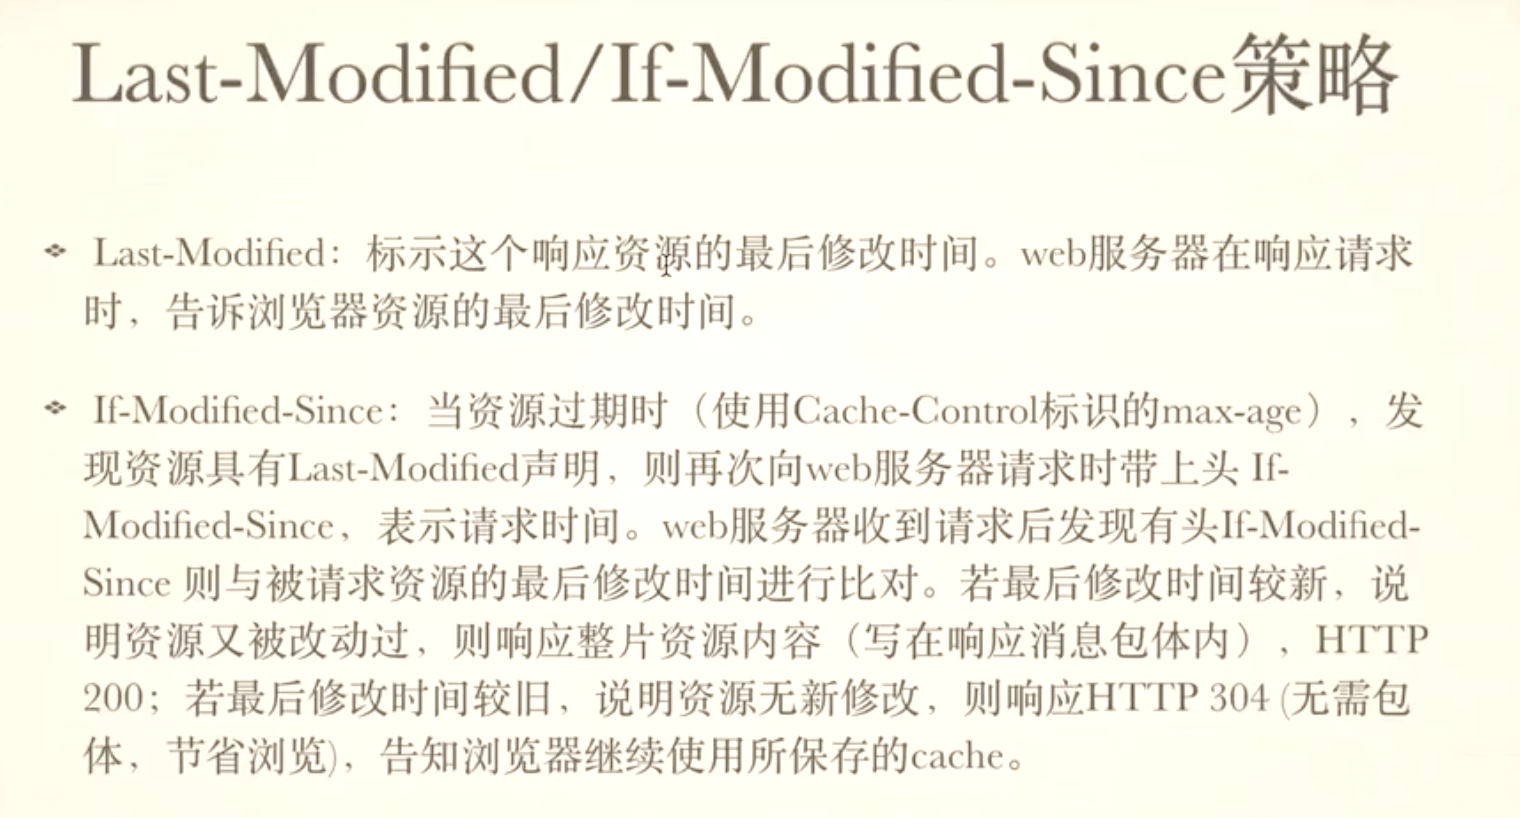 Last-Modified/If-Modified-Since策略
Last-Modified：标示这个响应资源的最后修改时间。web服务器在响应请求
时，告诉浏览器资源的最后修改时间。
If-Modified-Since：当资源过期时（使用Cache-Control标识的max-age），发
现资源具有Last-Modified声明，则再次向web服务器请求时带上头 If-
Modified-Since，表示请求时间。web服务器收到请求后发现有头If-Modified-
Since 则与被请求资源的最后修改时间进行比对。若最后修改时间较新，说
明资源又被改动过，则响应整片资源内容（写在响应消息包体内），HTTP
200；若最后修改时间较旧，说明资源无新修改，则响应HTTP 304 (无需包
体，节省浏览)，告知浏览器继续使用所保存的cache。